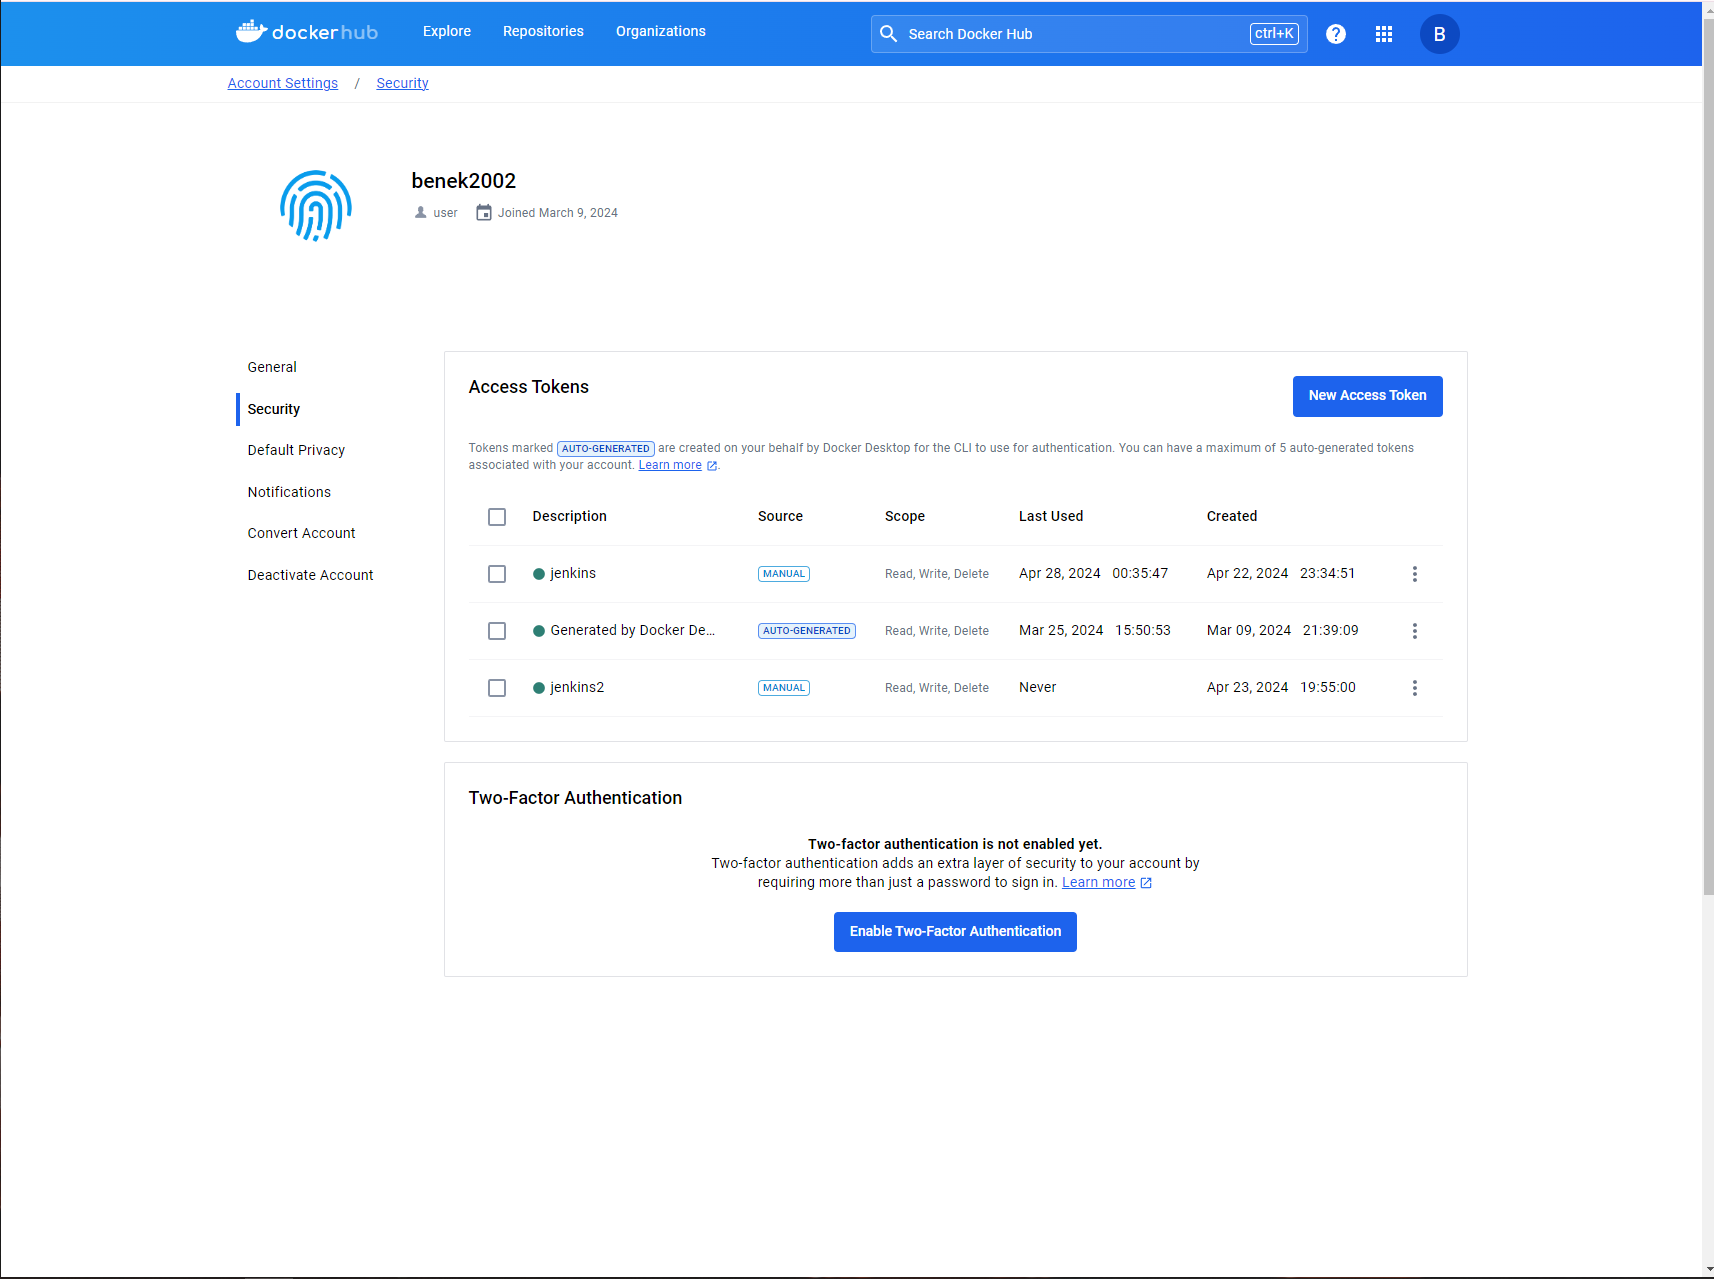 docker hub Explore Repositories Organizations Search Docker Hub ctrl+K ? B
Account Settings / Security
benek2002
user Joined March 9, 2024
General
Security
Default Privacy
Notifications
Convert Account
Deactivate Account
Access Tokens
New Access Token
Tokens marked AUTO-GENERATED are created on your behalf by Docker Desktop for the CLI to use for authentication. You can have a maximum of 5 auto-generated tokens
associated with your account. Learn more .
Description Source Scope Last Used Created
jenkins MANUAL Read, Write, Delete Apr 28, 2024 00:35:47 Apr 22, 2024 23:34:51
Generated by Docker De... AUTO-GENERATED Read, Write, Delete Mar 25, 2024 15:50:53 Mar 09, 2024 21:39:09
jenkins2 MANUAL Read, Write, Delete Never Apr 23, 2024 19:55:00
Two-Factor Authentication
Two-factor authentication is not enabled yet.
Two-factor authentication adds an extra layer of security to your account by
requiring more than just a password to sign in. Learn more
Enable Two-Factor Authentication